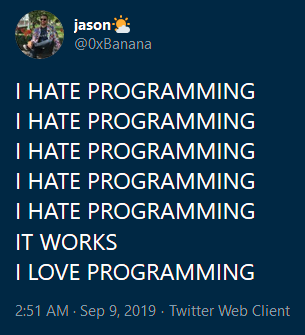 jason🌤️
@0xBanana
I HATE PROGRAMMING
I HATE PROGRAMMING
I HATE PROGRAMMING
I HATE PROGRAMMING
I HATE PROGRAMMING
IT WORKS
I LOVE PROGRAMMING
2:51 AM · Sep 9, 2019 · Twitter Web Client